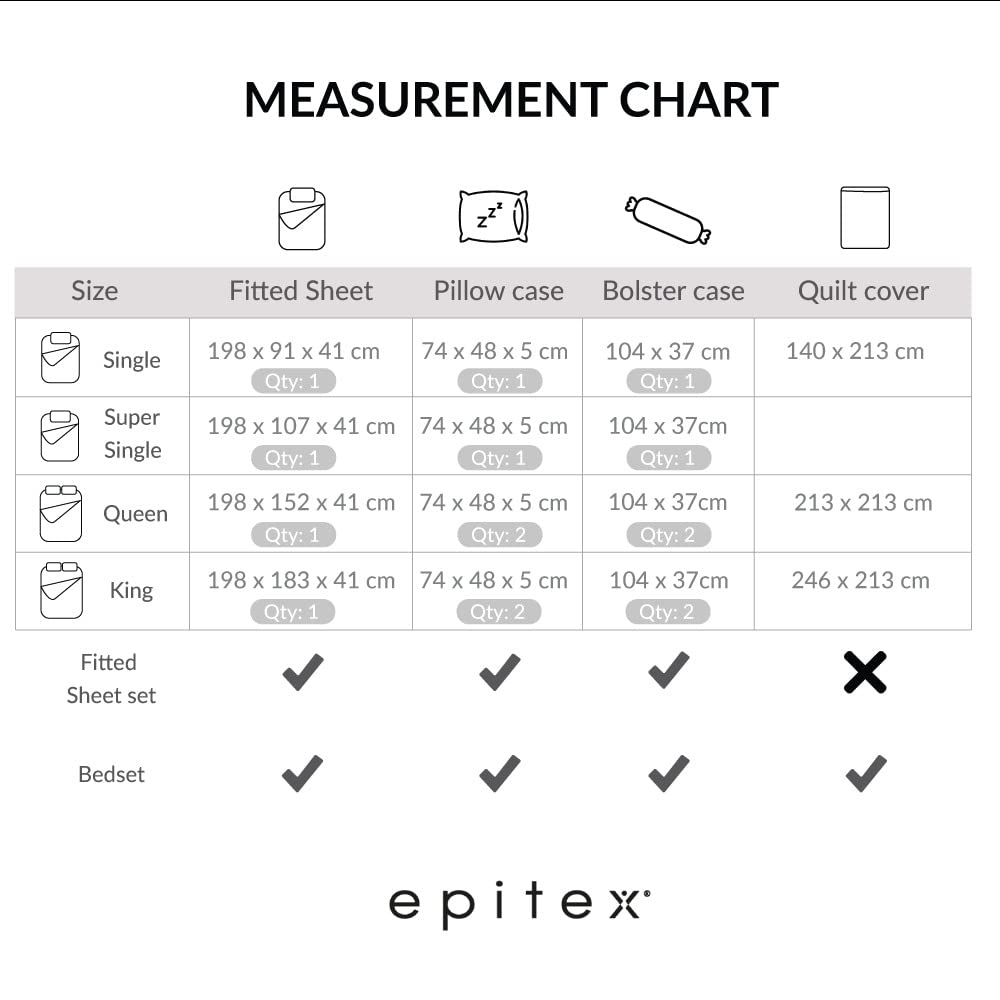 MEASUREMENT CHART
zzz
Size Fitted Sheet Pillow case Bolster case Quilt cover
Single 198 x 91 x 41 cm 74 x 48 x 5 cm 104 x 37 cm 140 x 213 cm
Qty: 1 Qty: 1 Qty: 1
Super Single 198 x 107 x 41 cm 74 x 48 x 5 cm 104 x 37cm
Qty: 1 Qty: 1 Qty: 1
Queen 198 x 152 x 41 cm 74 x 48 x 5 cm 104 x 37cm 213 x 213 cm
Qty: 1 Qty: 2 Qty: 2
King 198 x 183 x 41 cm 74 x 48 x 5 cm 104 x 37cm 246 x 213 cm
Qty: 1 Qty: 2 Qty: 2
Fitted
Sheet set
Bedset
epitex®